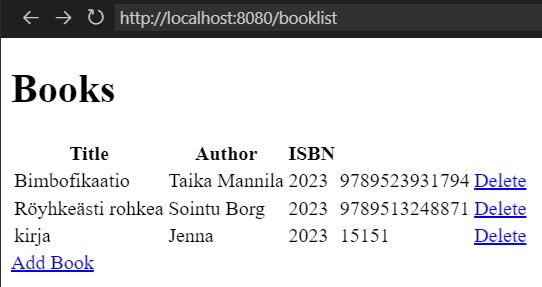 http://localhost:8080/booklist
Books
Title Author ISBN
Bimbofikaatio Taika Mannila 2023 9789523931794 Delete
Röyhkeästi rohkea Sointu Borg 2023 9789513248871 Delete
kirja Jenna 2023 15151 Delete
Add Book